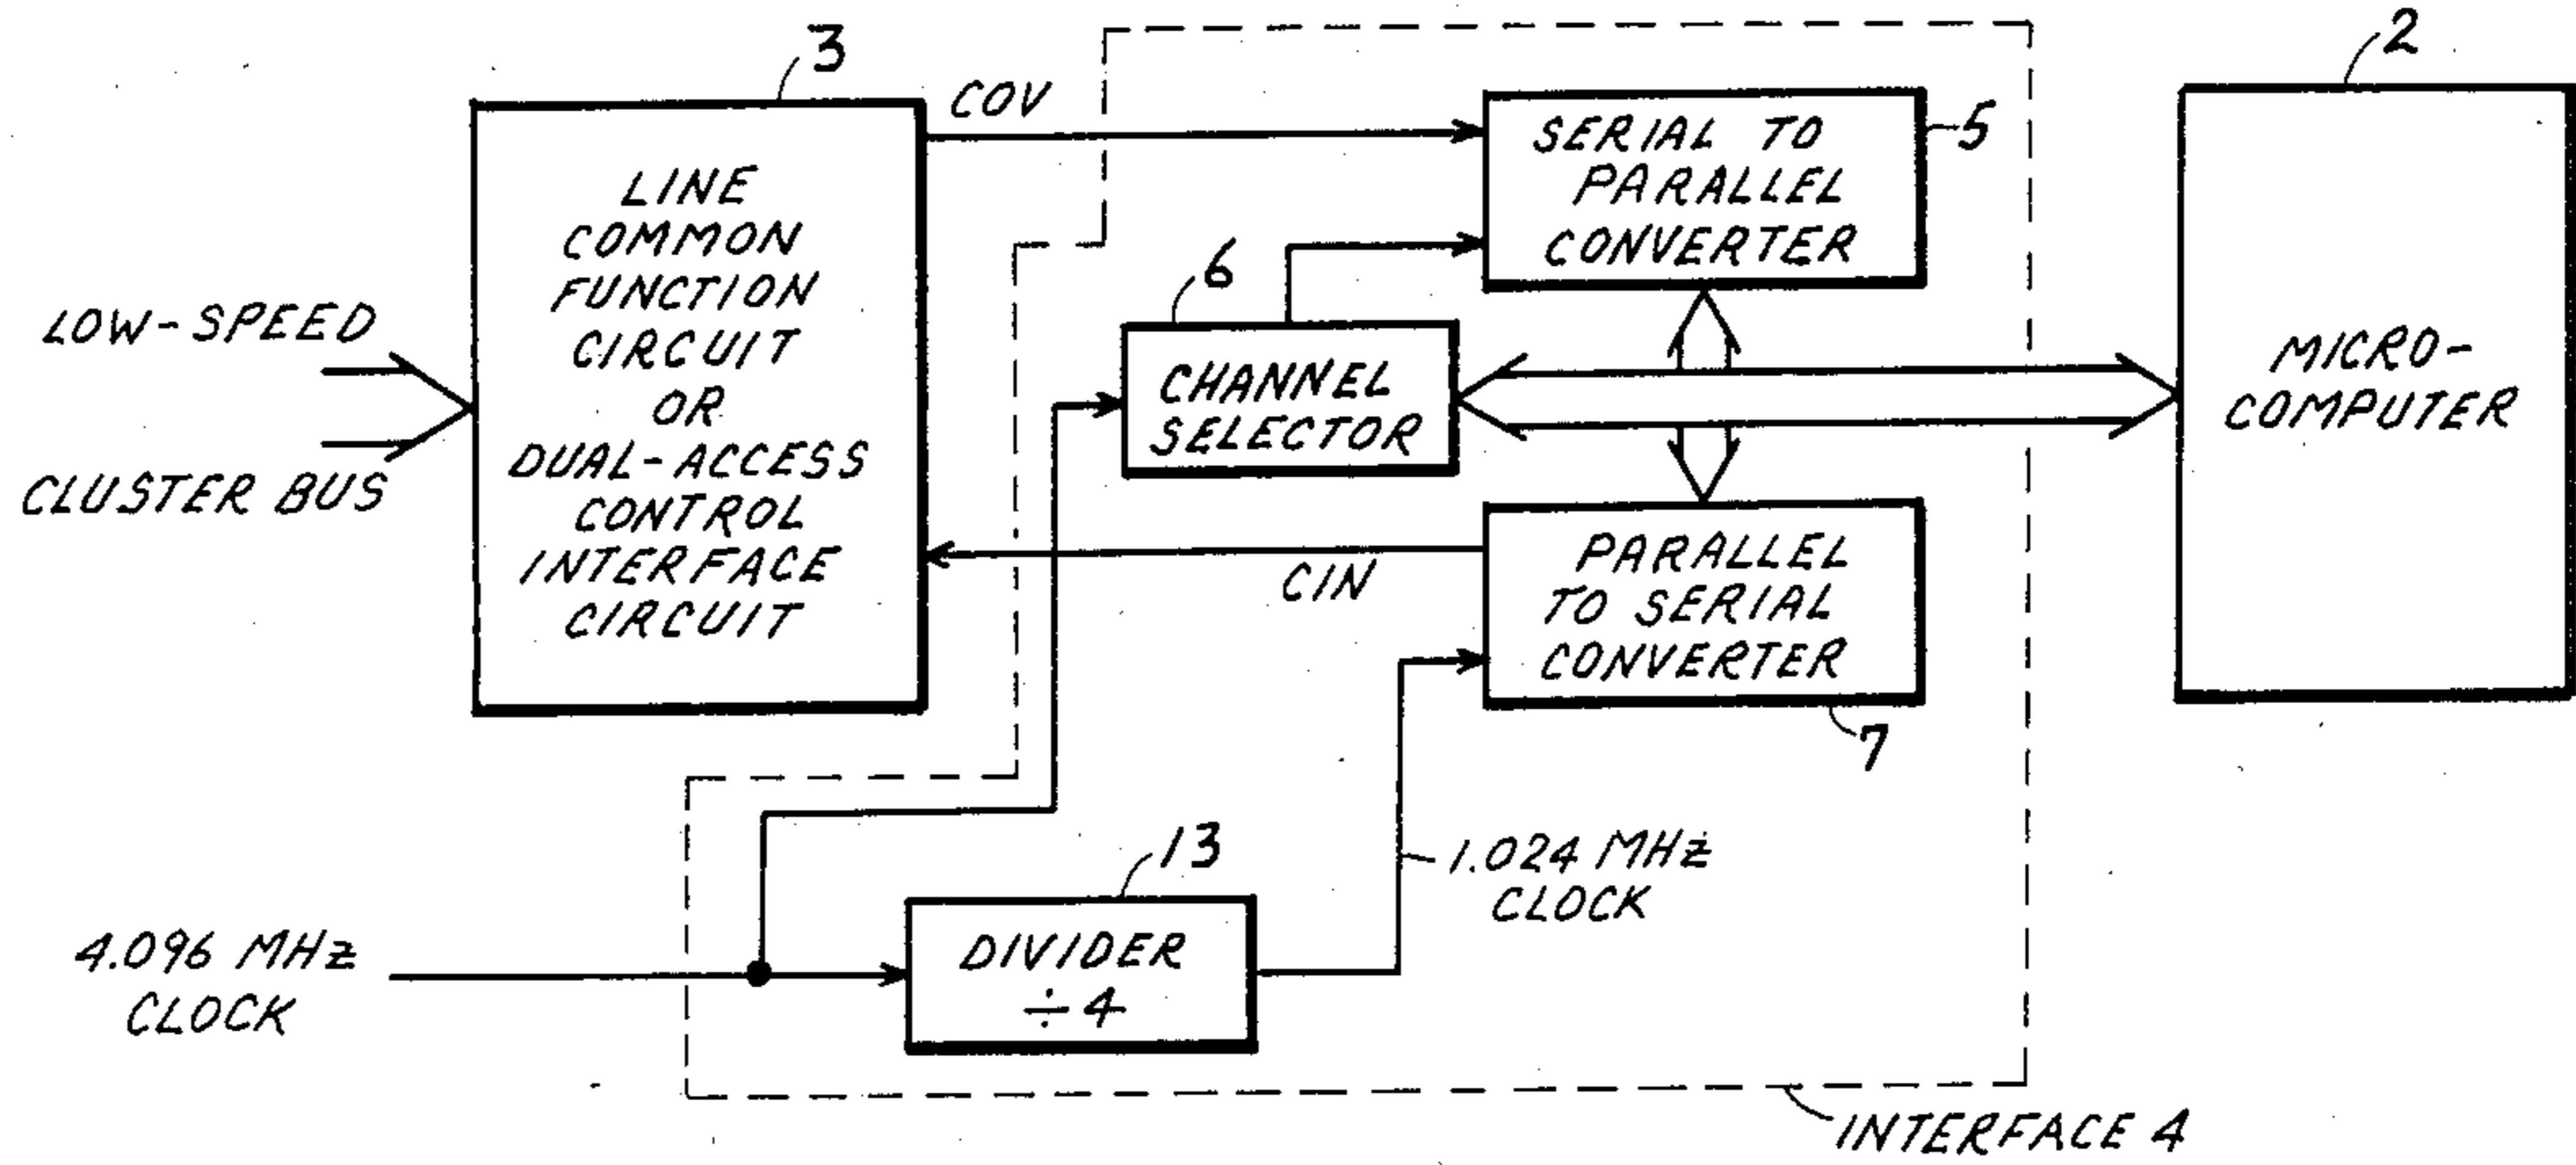 3
LINE
COMMON
FUNCTION
CIRCUIT
OR
DUAL-ACCESS
CONTROL
INTERFACE
CIRCUIT
LOW-SPEED
CLUSTER BUS
COV
SERIAL TO
PARALLEL
CONVERTER
5
2
MICRO-
COMPUTER
6
CHANNEL
SELECTOR
CIN
PARALLEL
TO SERIAL
CONVERTER
7
13
DIVIDER
÷4
1.024 MHz
CLOCK
4.096 MHz
CLOCK
INTERFACE 4